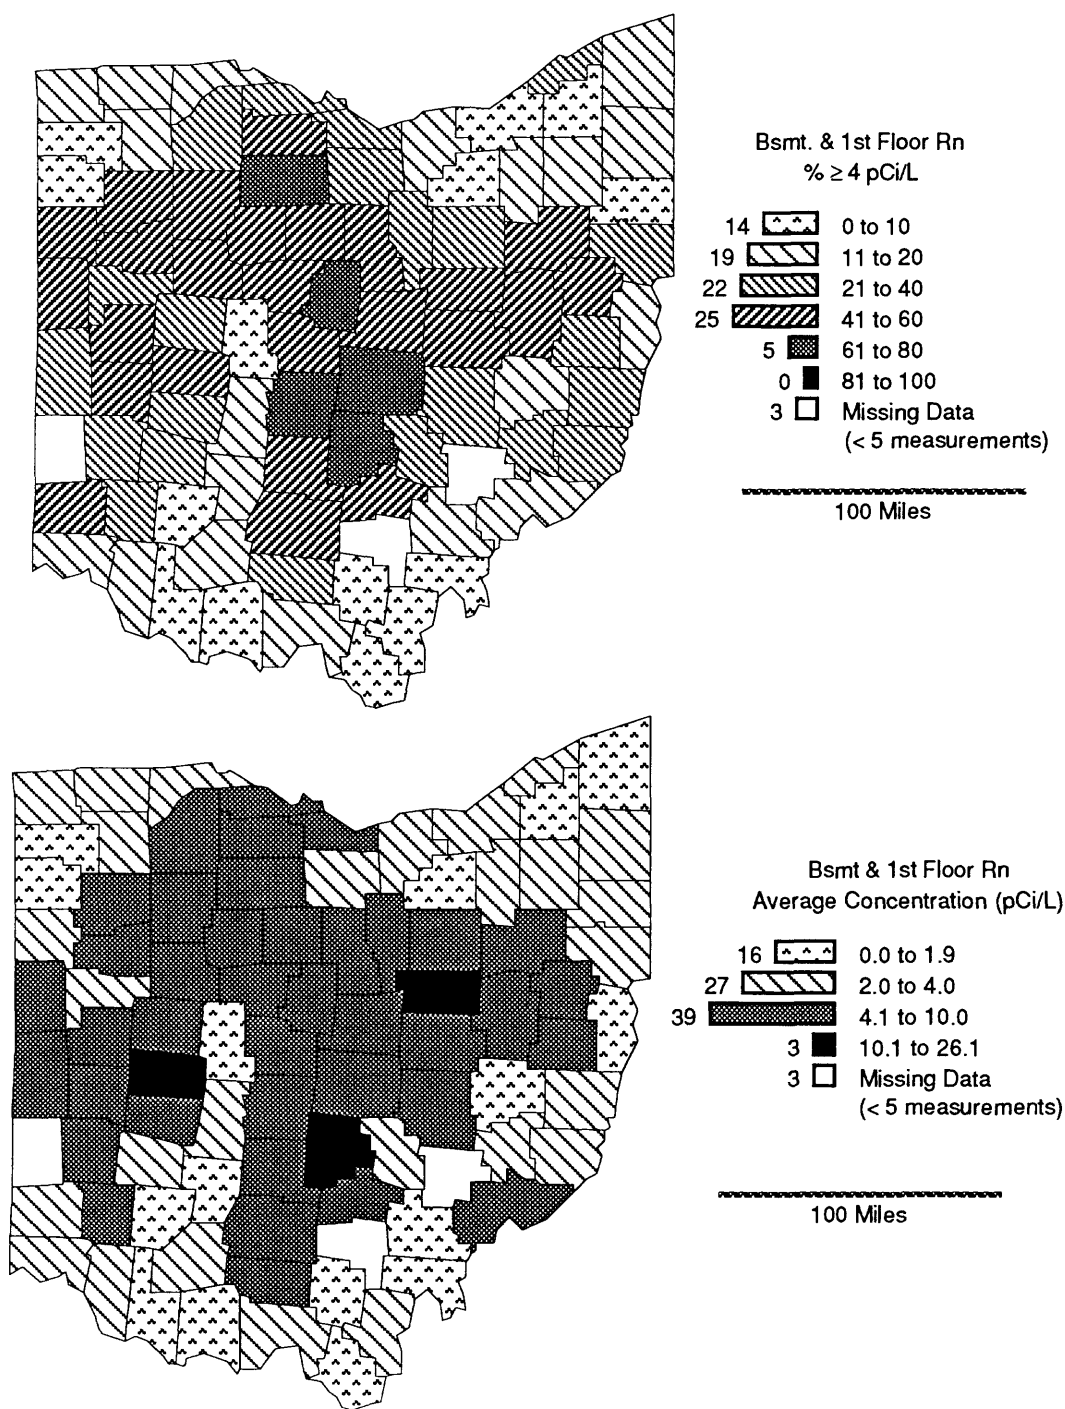 Bsmt. & 1st Floor Rn
% ≥ 4 pCi/L
14 0 to 10
19 11 to 20
22 21 to 40
25 41 to 60
5 61 to 80
0 81 to 100
3 Missing Data
(< 5 measurements)
100 Miles
Bsmt & 1st Floor Rn
Average Concentration (pCi/L)
16 0.0 to 1.9
27 2.0 to 4.0
39 4.1 to 10.0
3 10.1 to 26.1
3 Missing Data
(< 5 measurements)
100 Miles